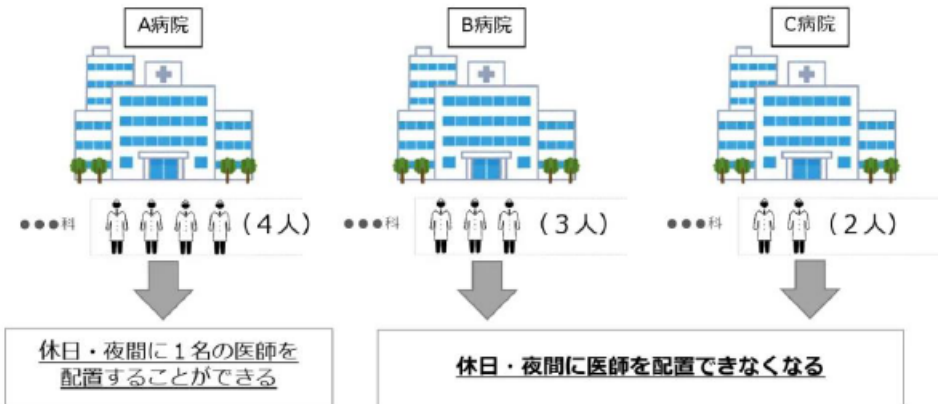 A病院
B病院
C病院
●●●科 (4人)
●●●科 (3人)
●●●科 (2人)
休日・夜間に1名の医師を
配置することができる
休日・夜間に医師を配置できなくなる